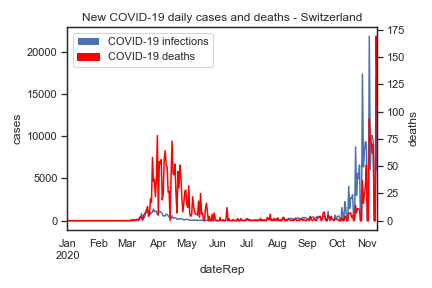 New COVID-19 daily cases and deaths - Switzerland
COVID-19 infections
COVID-19 deaths
20000
15000
10000
5000
0
cases
175
150
125
100
75
50
25
0
deaths
Jan Feb Mar Apr May Jun Jul Aug Sep Oct Nov
2020
dateRep